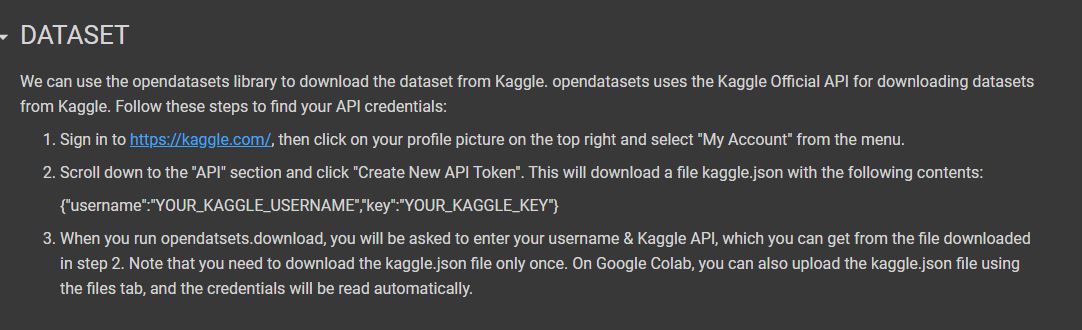 DATASET
We can use the opendatasets library to download the dataset from Kaggle. opendatasets uses the Kaggle Official API for downloading datasets
from Kaggle. Follow these steps to find your API credentials:
1. Sign in to https://kaggle.com/, then click on your profile picture on the top right and select "My Account" from the menu.
2. Scroll down to the "API" section and click "Create New API Token". This will download a file kaggle.json with the following contents:
{"username":"YOUR_KAGGLE_USERNAME","key":"YOUR_KAGGLE_KEY"}
3. When you run opendatsets.download, you will be asked to enter your username & Kaggle API, which you can get from the file downloaded
in step 2. Note that you need to download the kaggle.json file only once. On Google Colab, you can also upload the kaggle.json file using
the files tab, and the credentials will be read automatically.